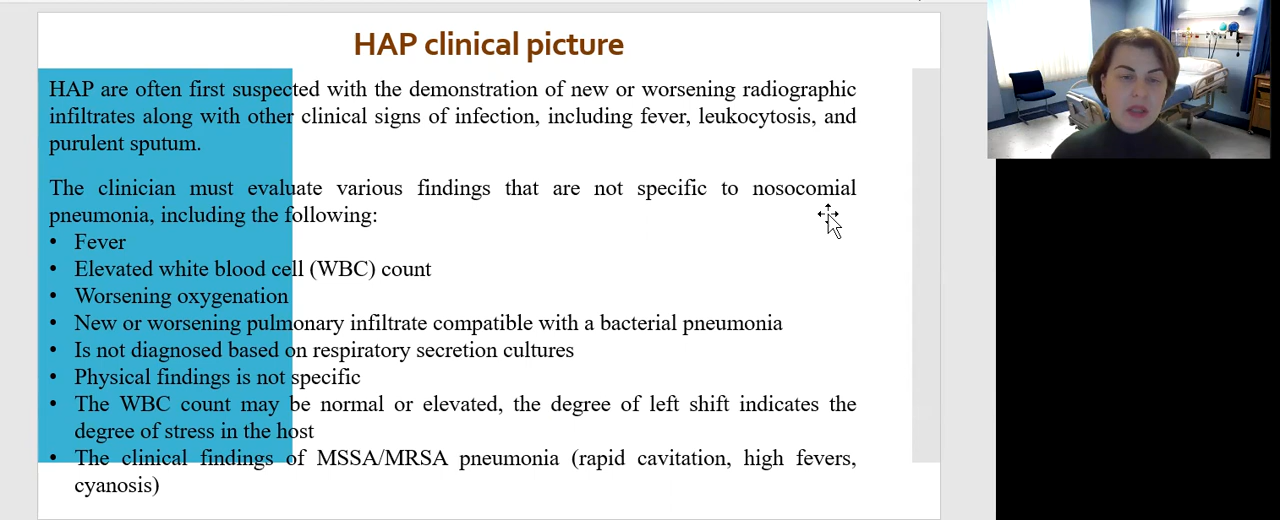 HAP clinical picture
HAP are often first suspected with the demonstration of new or worsening radiographic
infiltrates along with other clinical signs of infection, including fever, leukocytosis, and
purulent sputum.
The clinician must evaluate various findings that are not specific to nosocomial
pneumonia, including the following:
• Fever
• Elevated white blood cell (WBC) count
• Worsening oxygenation
• New or worsening pulmonary infiltrate compatible with a bacterial pneumonia
• Is not diagnosed based on respiratory secretion cultures
• Physical findings is not specific
• The WBC count may be normal or elevated, the degree of left shift indicates the
degree of stress in the host
• The clinical findings of MSSA/MRSA pneumonia (rapid cavitation, high fevers,
cyanosis)